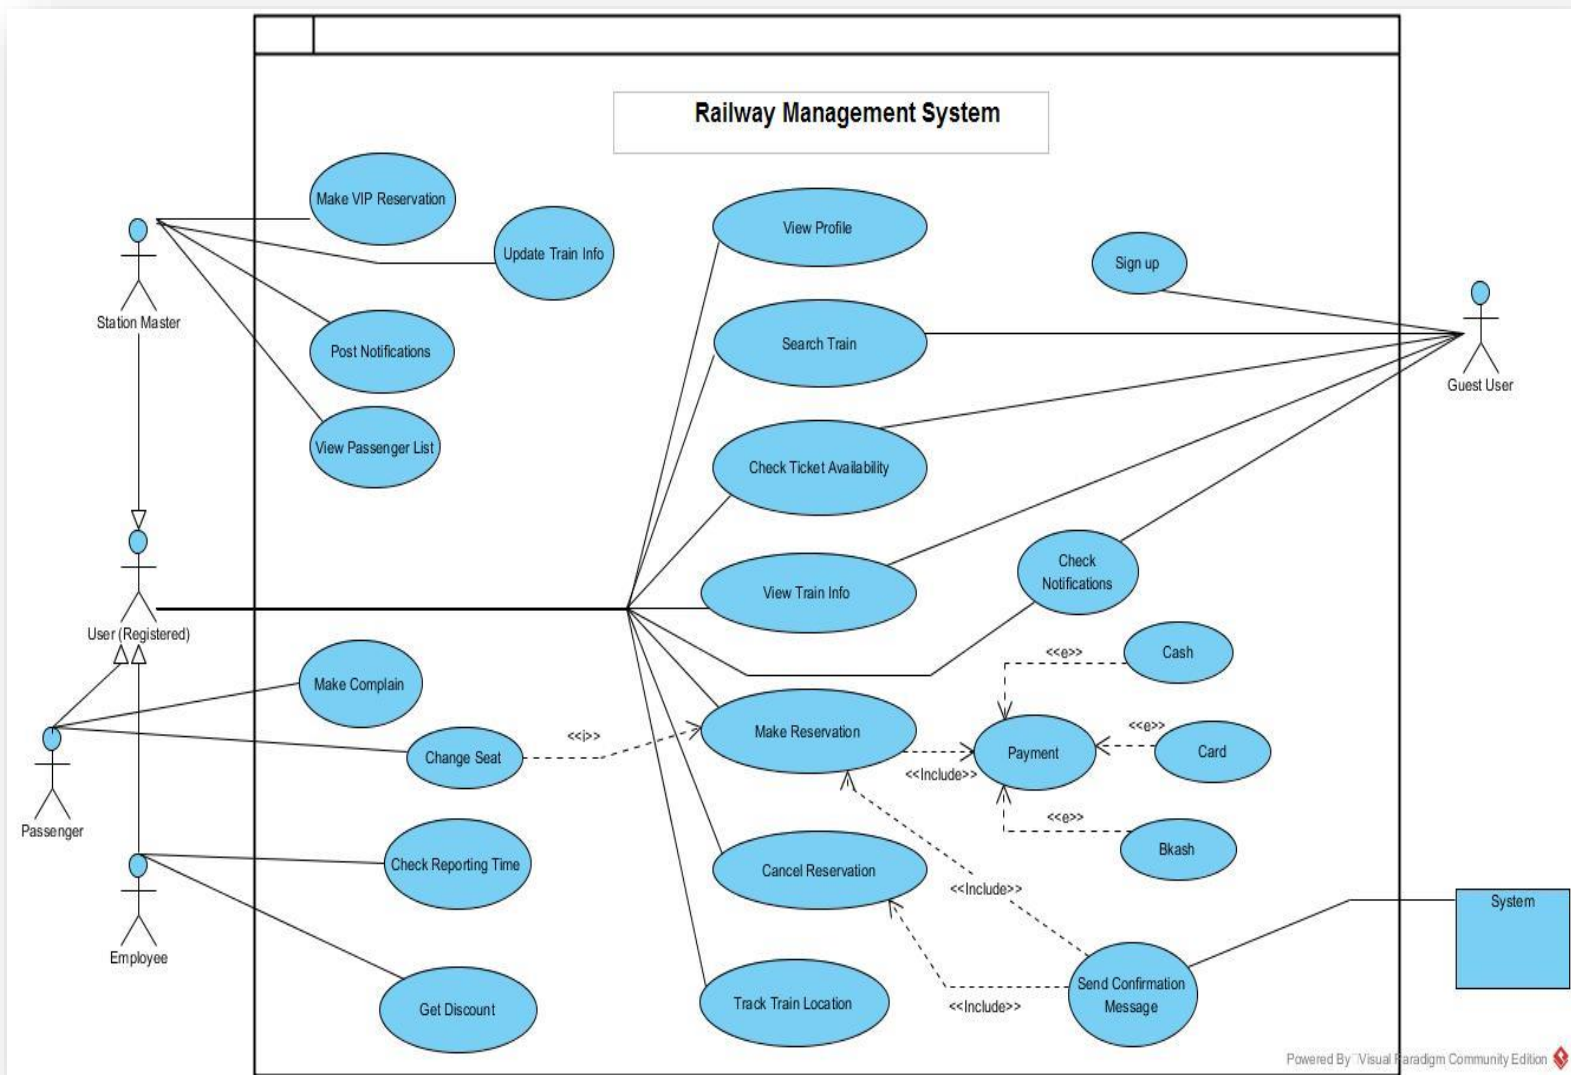 Railway Management System
Make VIP Reservation
Update Train Info
View Profile
Sign up
Station Master
Post Notifications
Search Train
Guest User
View Passenger List
Check Ticket Availability
Check
Notifications
View Train Info
User (Registered)
Make Complain
<<e>>
Cash
Change Seat
<<i>>
Make Reservation
<<Include>>
Payment
<<e>>
Card
Passenger
<<e>>
Bkash
Check Reporting Time
Cancel Reservation
<<Include>>
System
Employee
Get Discount
Track Train Location
<<Include>>
Send Confirmation
Message
Powered By Visual Paradigm Community Edition